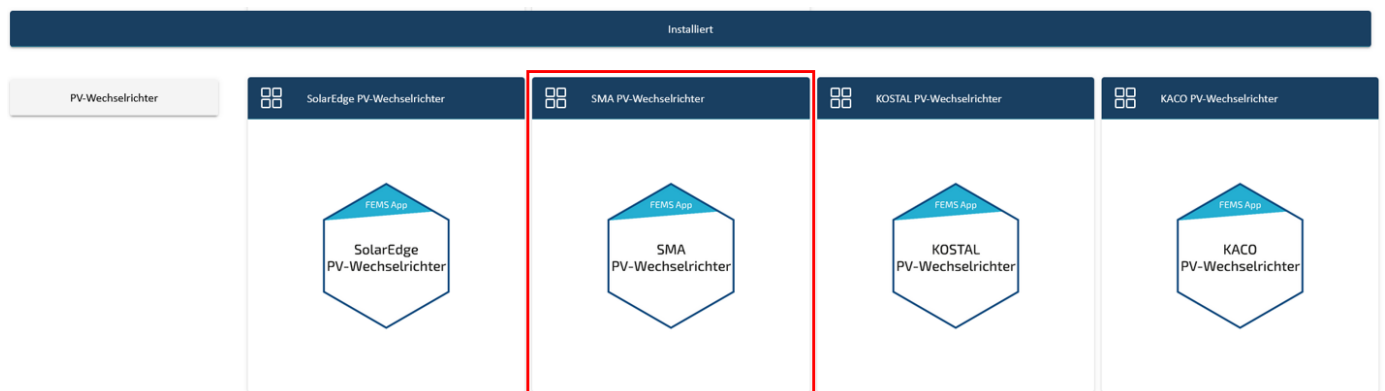 Installiert
PV-Wechselrichter
SolarEdge PV-Wechselrichter
SMA PV-Wechselrichter
KOSTAL PV-Wechselrichter
KACO PV-Wechselrichter
FEMS App
SolarEdge
PV-Wechselrichter
FEMS App
SMA
PV-Wechselrichter
FEMS App
KOSTAL
PV-Wechselrichter
FEMS App
KACO
PV-Wechselrichter